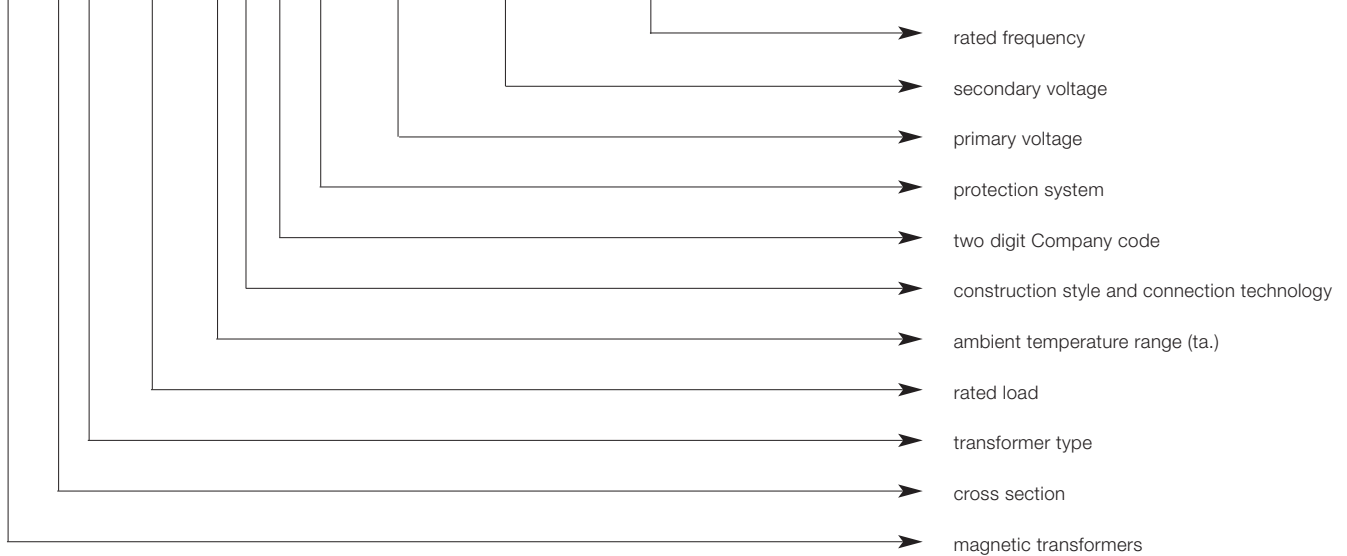 rated frequency
secondary voltage
primary voltage
protection system
two digit Company code
construction style and connection technology
ambient temperature range (ta.)
rated load
transformer type
cross section
magnetic transformers